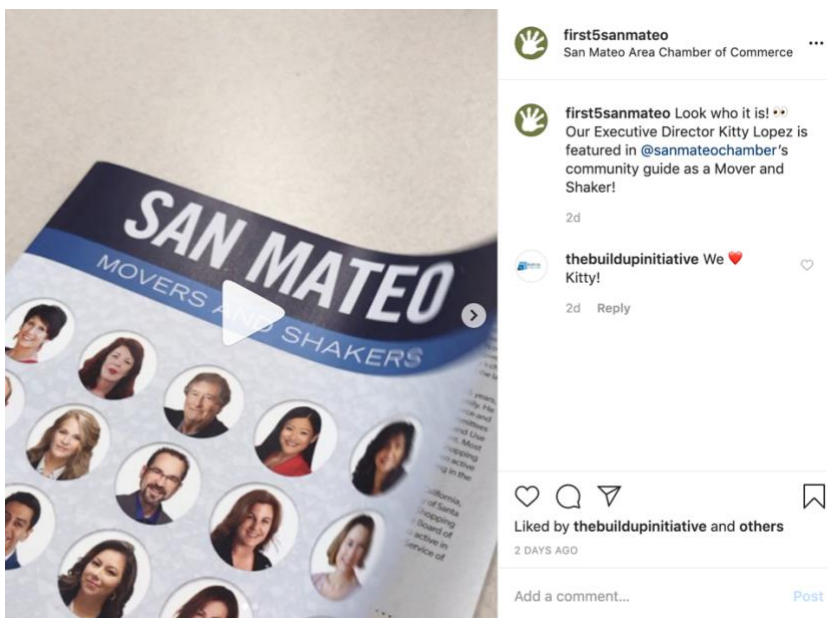 SAN MATEO
MOVERS AND SHAKERS
first5sanmateo
San Mateo Area Chamber of Commerce
first5sanmateo Look who it is! 👀
Our Executive Director Kitty Lopez is
featured in @sanmateochamber's
community guide as a Mover and
Shaker!
2d
thebuildupinitiative We ❤️
Kitty!
2d Reply
Liked by thebuildupinitiative and others
2 DAYS AGO
Add a comment...
Post